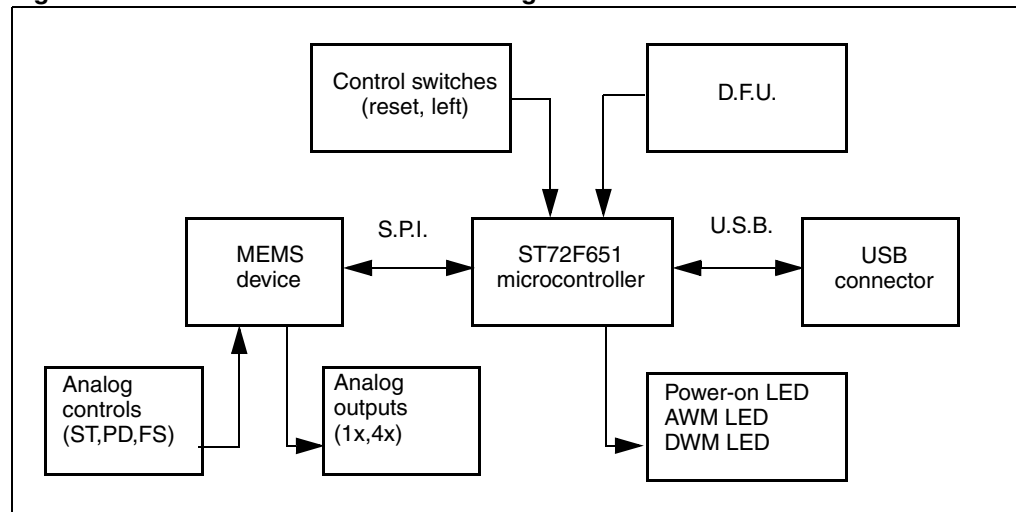 Control switches
(reset, left)
D.F.U.
S.P.I.
U.S.B.
MEMS
device
ST72F651
microcontroller
USB
connector
Analog
controls
(ST,PD,FS)
Analog
outputs
(1x,4x)
Power-on LED
AWM LED
DWM LED